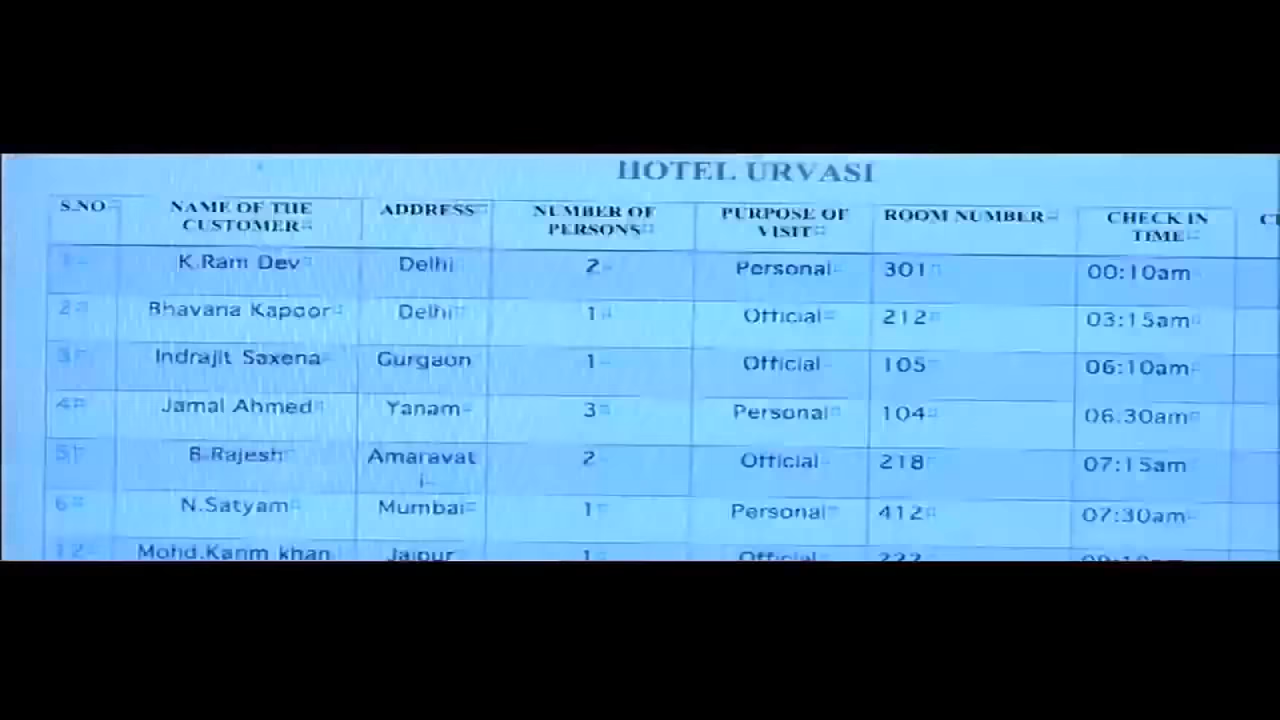 HOTEL URVASI
S.NO NAME OF THE CUSTOMER ADDRESS NUMBER OF PERSONS PURPOSE OF VISIT ROOM NUMBER CHECK IN TIME
1 K.Ram Dev Delhi 2 Personal 301 00:10am
2 Bhavana Kapoor Delhi 1 Official 212 03:15am
3 Indrajit Saxena Gurgaon 1 Official 105 06:10am
4 Jamal Ahmed Yanam 3 Personal 104 06.30am
5 B.Rajesh Amaravati 2 Official 218 07:15am
6 N.Satyam Mumbai 1 Personal 412 07:30am
12 Mohd.Karim khan Jaipur 1 Official 222